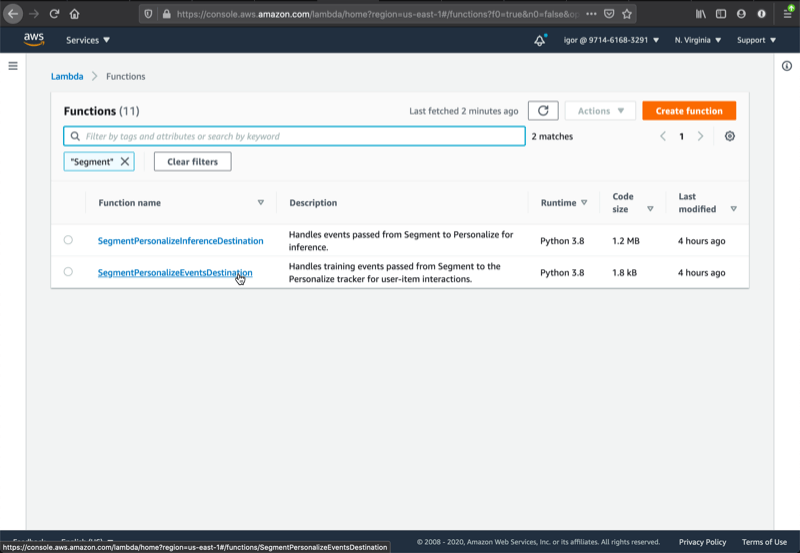 https://console.aws.amazon.com/lambda/home?region=us-east-1#/functions?f0=true&n0=false&o
aws
Services
igor @ 9714-6168-3291
N. Virginia
Support
Lambda > Functions
Functions (11)
Last fetched 2 minutes ago
Actions
Create function
Filter by tags and attributes or search by keyword
2 matches
1
"Segment"
Clear filters
Function name
Description
Runtime
Code size
Last modified
SegmentPersonalizeInferenceDestination
Handles events passed from Segment to Personalize for
inference.
Python 3.8
1.2 MB
4 hours ago
SegmentPersonalizeEventsDestination
Handles training events passed from Segment to the
Personalize tracker for user-item interactions.
Python 3.8
1.8 kB
4 hours ago
© 2008 - 2020, Amazon Web Services, Inc. or its affiliates. All rights reserved.
Privacy Policy
Terms of Use
https://console.aws.amazon.com/lambda/home?region=us-east-1#/functions/SegmentPersonalizeEventsDestination